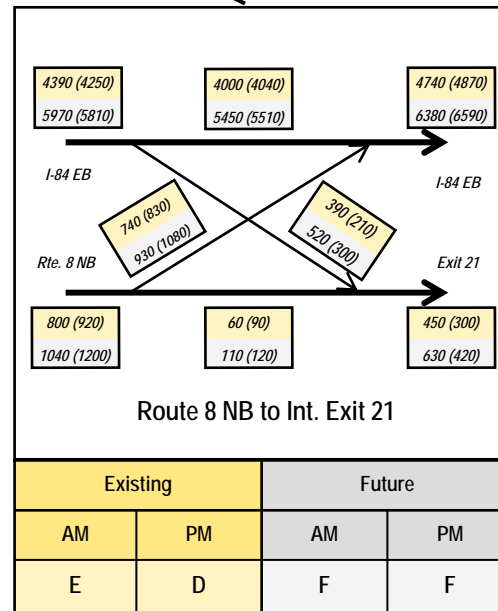 4390 (4250)
5970 (5810)
4000 (4040)
5450 (5510)
4740 (4870)
6380 (6590)
I-84 EB
I-84 EB
740 (830)
930 (1080)
390 (210)
520 (300)
Rte. 8 NB
Exit 21
800 (920)
1040 (1200)
60 (90)
110 (120)
450 (300)
630 (420)
Route 8 NB to Int. Exit 21
Existing Future
AM PM AM PM
E D F F